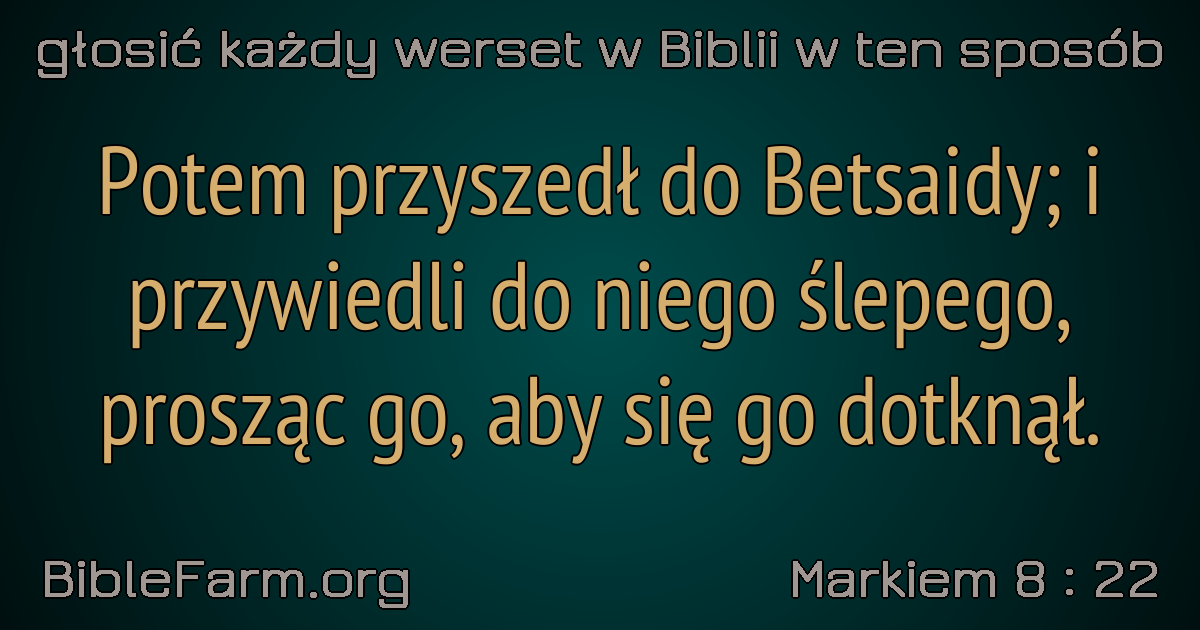 głosić każdy werset w Biblii w ten sposób
Potem przyszedł do Betsaidy; i
przywiedli do niego ślepego,
prosząc go, aby się go dotknął.
BibleFarm.org
Markiem 8 : 22